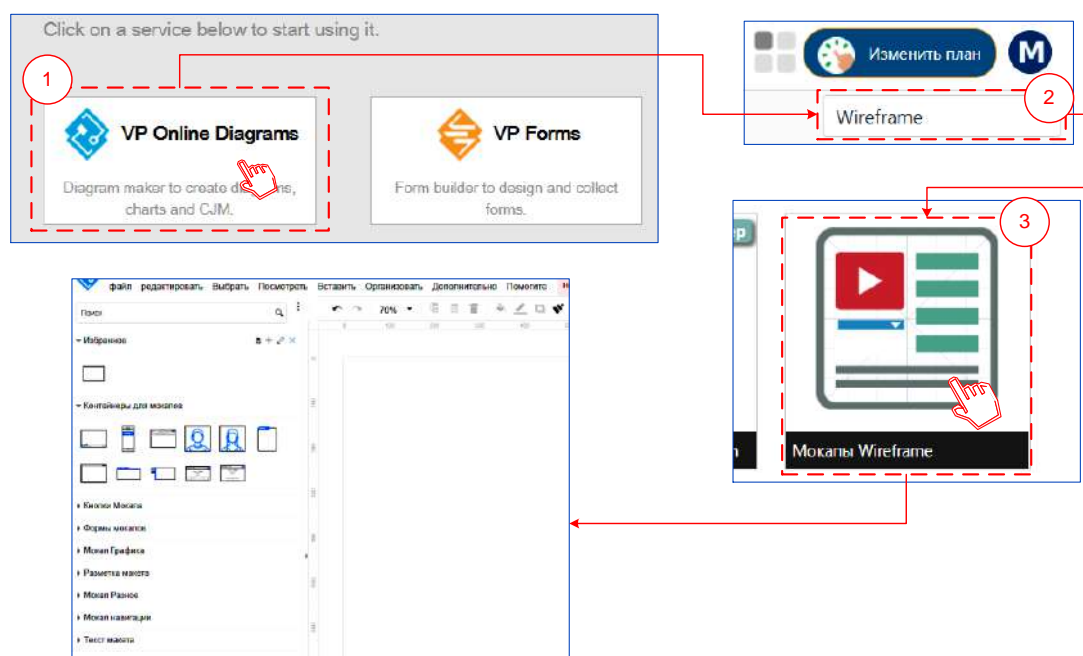 Click on a service below to start using it.
1
VP Online Diagrams
Diagram maker to create diagrams,
charts and CJM.
VP Forms
Form builder to design and collect
forms.
Изменить план
M
2
Wireframe
3
Мокапы Wireframe
файл редактировать Выбрать Посмотреть Вставить Организовать Дополнительно Помогите
Поиск
70%
Избранное
Контейнеры для мокапов
Кнопки Мокапа
Формы мокапов
Мокап Графика
Разметка макета
Мокап Разное
Мокап навигации
Текст макета